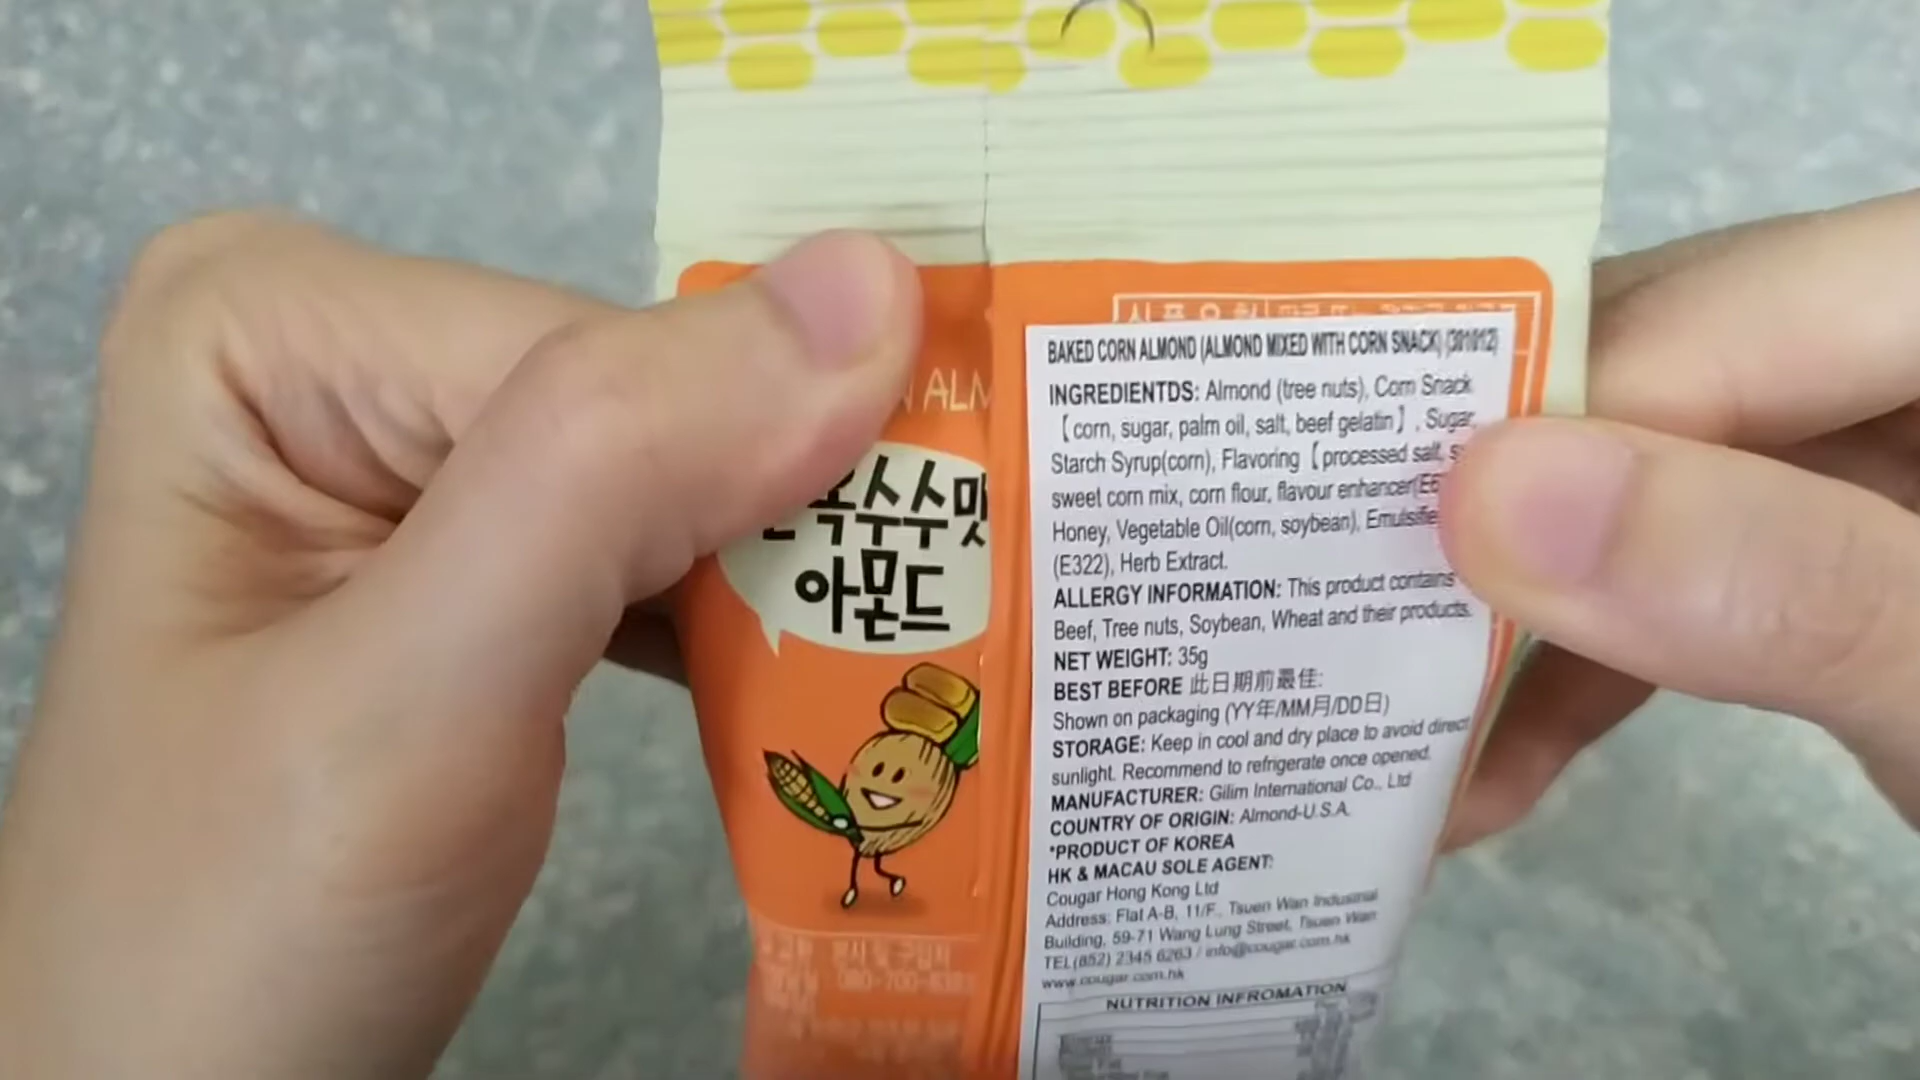 ALM
옥수수맛
아몬드
BAKED CORN ALMOND (ALMOND MIXED WITH CORN SNACK) (301012)
INGREDIENTDS: Almond (tree nuts), Corn Snack
【corn, sugar, palm oil, salt, beef gelatin】, Sugar,
Starch Syrup(corn), Flavoring【processed salt,
sweet corn mix, corn flour, flavour enhancer
Honey, Vegetable Oil(corn, soybean), Emulsifie
(E322), Herb Extract.
ALLERGY INFORMATION: This product contains
Beef, Tree nuts, Soybean, Wheat and their products.
NET WEIGHT: 35g
BEST BEFORE 此日期前最佳:
Shown on packaging (YY年/MM月/DD日)
STORAGE: Keep in cool and dry place to avoid direct
sunlight. Recommend to refrigerate once opened.
MANUFACTURER: Gilim International Co., Ltd
COUNTRY OF ORIGIN: Almond-U.S.A.
*PRODUCT OF KOREA
HK & MACAU SOLE AGENT:
Cougar Hong Kong Ltd
Address: Flat A-B, 11/F., Tsuen Wan Industrial
Building, 59-71 Wang Lung Street, Tsuen Wan
TEL(852) 2345 6263 / info@cougar.com.hk
www.cougar.com.hk
NUTRITION INFROMATION